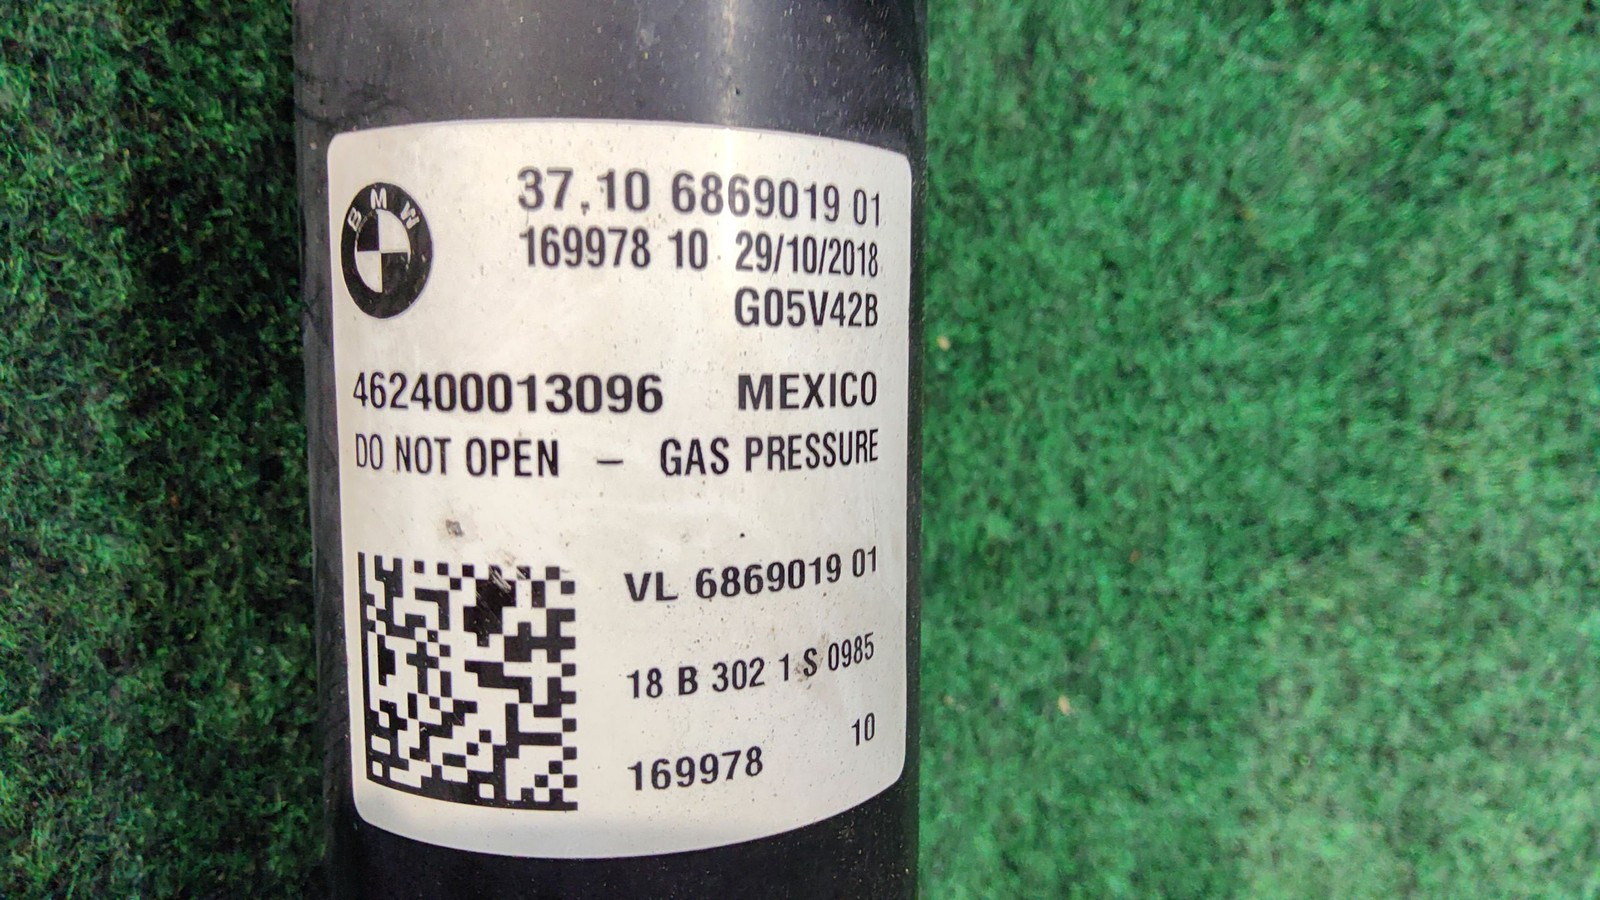 BMW
37.10 6869019 01
169978 10 29/10/2018
G05V42B
462400013096 MEXICO
DO NOT OPEN – GAS PRESSURE
VL 6869019 01
18 B 302 1 S 0985
10
169978